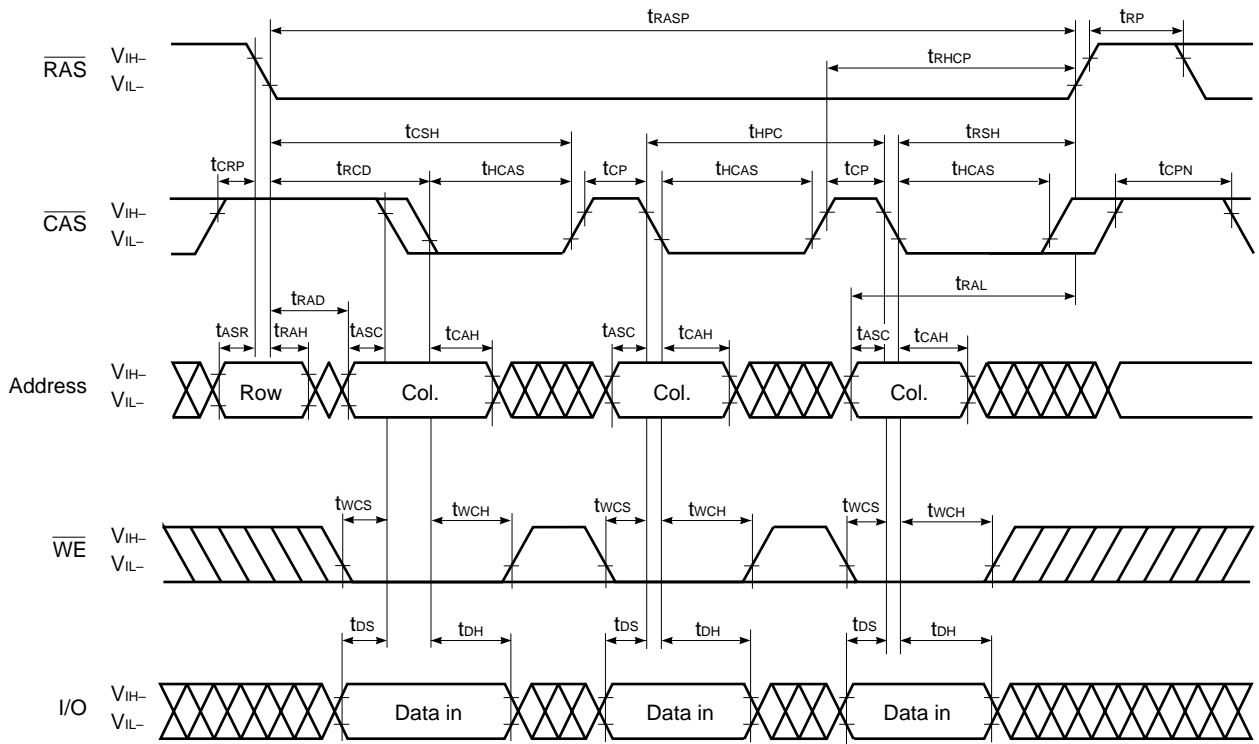 tRASP
tRP
RAS
VIH–
VIL–
tRHCP
tCSH
tHPC
tRSH
tCRP
tRCD
tHCAS
tCP
tHCAS
tCP
tHCAS
tCPN
CAS
VIH–
VIL–
tRAD
tRAL
tASR
tRAH
tASC
tCAH
tASC
tCAH
tASC
tCAH
Address
VIH–
VIL–
Row
Col.
Col.
Col.
tWCS
tWCH
tWCS
tWCH
tWCS
tWCH
WE
VIH–
VIL–
tDS
tDH
tDS
tDH
tDS
tDH
I/O
VIH–
VIL–
Data in
Data in
Data in